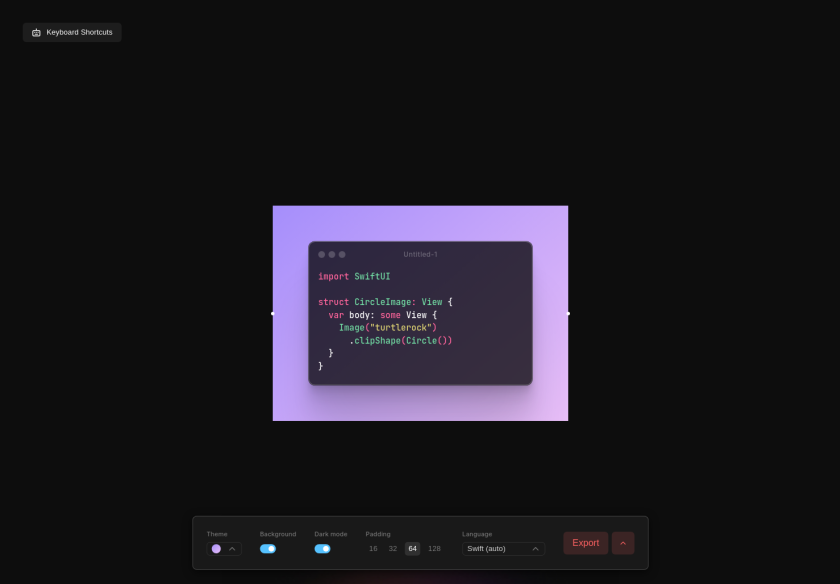 Keyboard Shortcuts
Untitled-1
import SwiftUI
struct CircleImage: View {
  var body: some View {
    Image("turtlerock")
      .clipShape(Circle())
  }
}
Theme Background Dark mode Padding Language
16 32 64 128 Swift (auto) Export